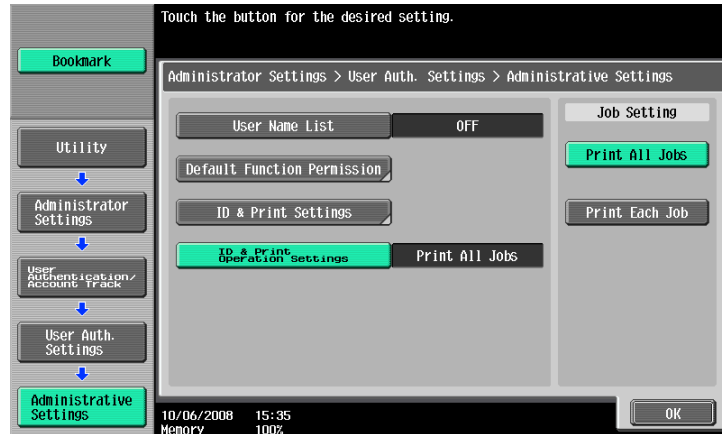 Touch the button for the desired setting.
Bookmark
Administrator Settings > User Auth. Settings > Administrative Settings
User Name List
OFF
Default Function Permission
ID & Print Settings
ID & Print
Operation Settings
Print All Jobs
Job Setting
Print All Jobs
Print Each Job
Utility
Administrator
Settings
User
Authentication/
Account Track
User Auth.
Settings
Administrative
Settings
10/06/2008 15:35
Memory 100%
OK